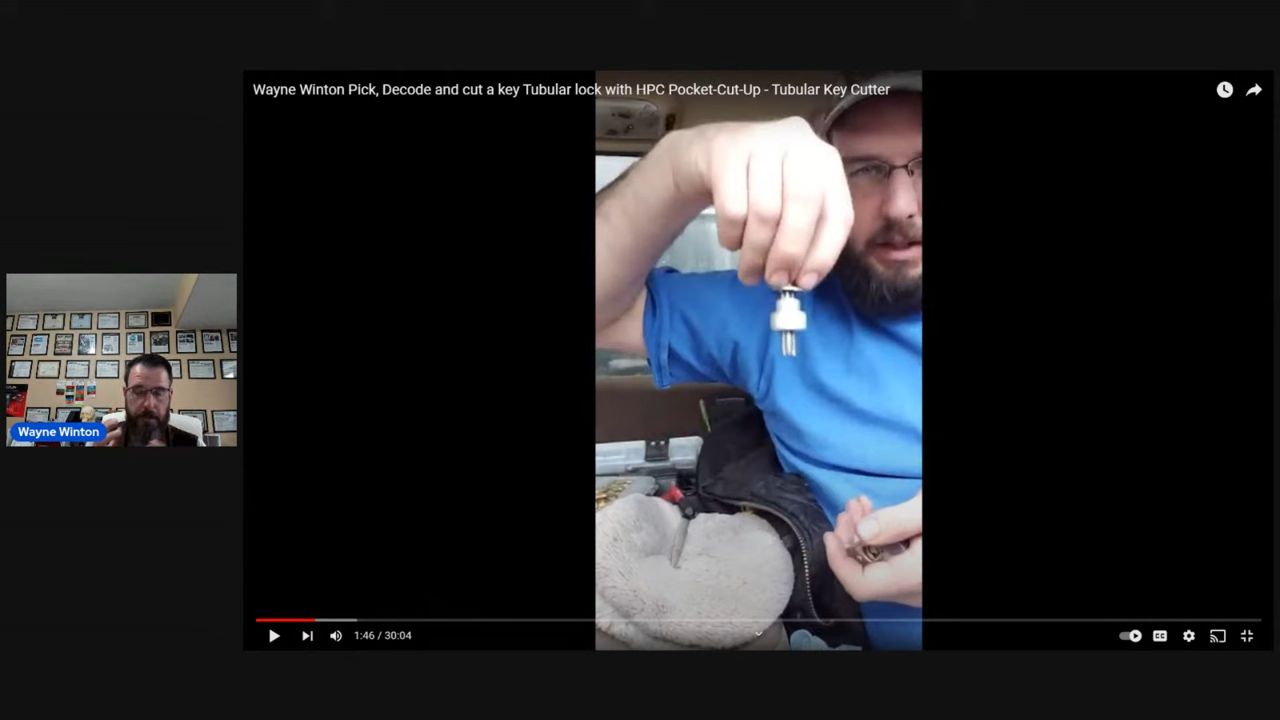 Wayne Winton Pick, Decode and cut a key Tubular lock with HPC Pocket-Cut-Up - Tubular Key Cutter
Wayne Winton
1:46 / 30:04
CC